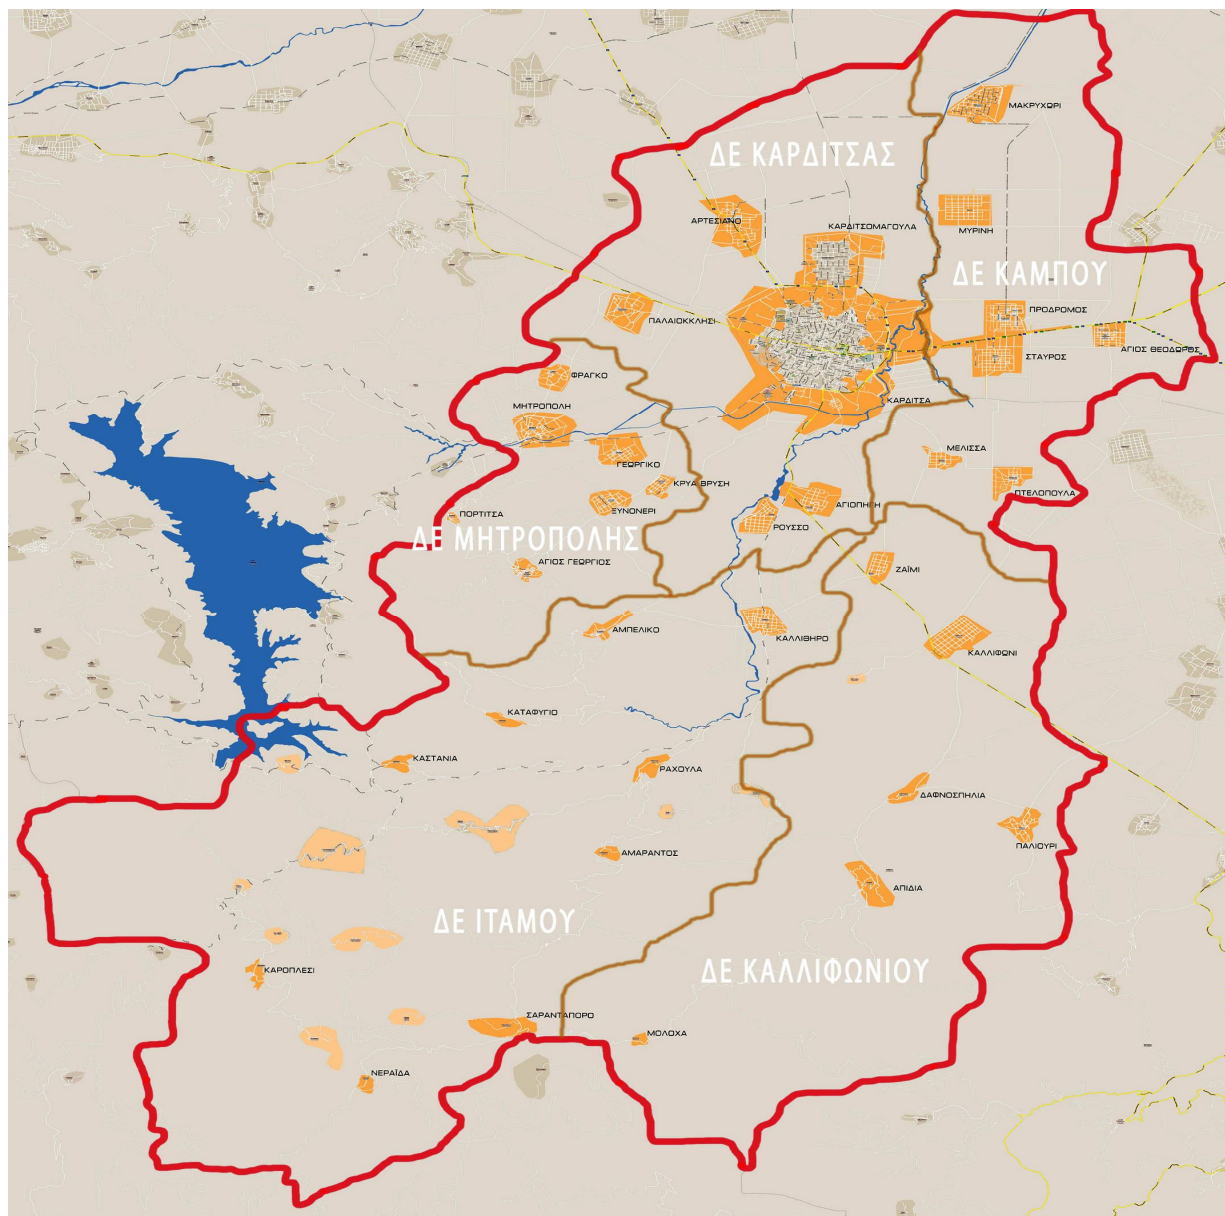 ΜΑΚΡΥΧΩΡΙ
ΔΕ ΚΑΡΔΙΤΣΑΣ
ΑΡΤΕΣΙΑΝΟ
ΚΑΡΔΙΤΣΟΜΑΓΟΥΛΑ
ΜΥΡΙΝΗ
ΔΕ ΚΑΜΠΟΥ
ΠΑΛΑΙΟΚΚΛΗΣΙ
ΠΡΟΔΡΟΜΟΣ
ΣΤΑΥΡΟΣ
ΑΓΙΟΣ ΘΕΟΔΩΡΟΣ
ΦΡΑΓΚΟ
ΜΗΤΡΟΠΟΛΗ
ΚΑΡΔΙΤΣΑ
ΓΕΩΡΓΙΚΟ
ΜΕΛΙΣΣΑ
ΚΡΥΑ ΒΡΥΣΗ
ΠΤΕΛΟΠΟΥΛΑ
ΠΟΡΤΙΤΣΑ
ΞΥΝΟΝΕΡΙ
ΑΓΙΟΠΗΓΗ
ΡΟΥΣΣΟ
ΔΕ ΜΗΤΡΟΠΟΛΗΣ
ΑΓΙΟΣ ΓΕΩΡΓΙΟΣ
ΖΑΪΜΙ
ΑΜΠΕΛΙΚΟ
ΚΑΛΛΙΘΗΡΟ
ΚΑΛΛΙΦΩΝΙ
ΚΑΤΑΦΥΓΙΟ
ΚΑΣΤΑΝΙΑ
ΡΑΧΟΥΛΑ
ΔΑΦΝΟΣΠΗΛΙΑ
ΠΑΛΙΟΥΡΙ
ΑΜΑΡΑΝΤΟΣ
ΑΠΙΔΙΑ
ΔΕ ΙΤΑΜΟΥ
ΚΑΡΟΠΛΕΣΙ
ΔΕ ΚΑΛΛΙΦΩΝΙΟΥ
ΣΑΡΑΝΤΑΠΟΡΟ
ΜΟΛΟΧΑ
ΝΕΡΑΪΔΑ